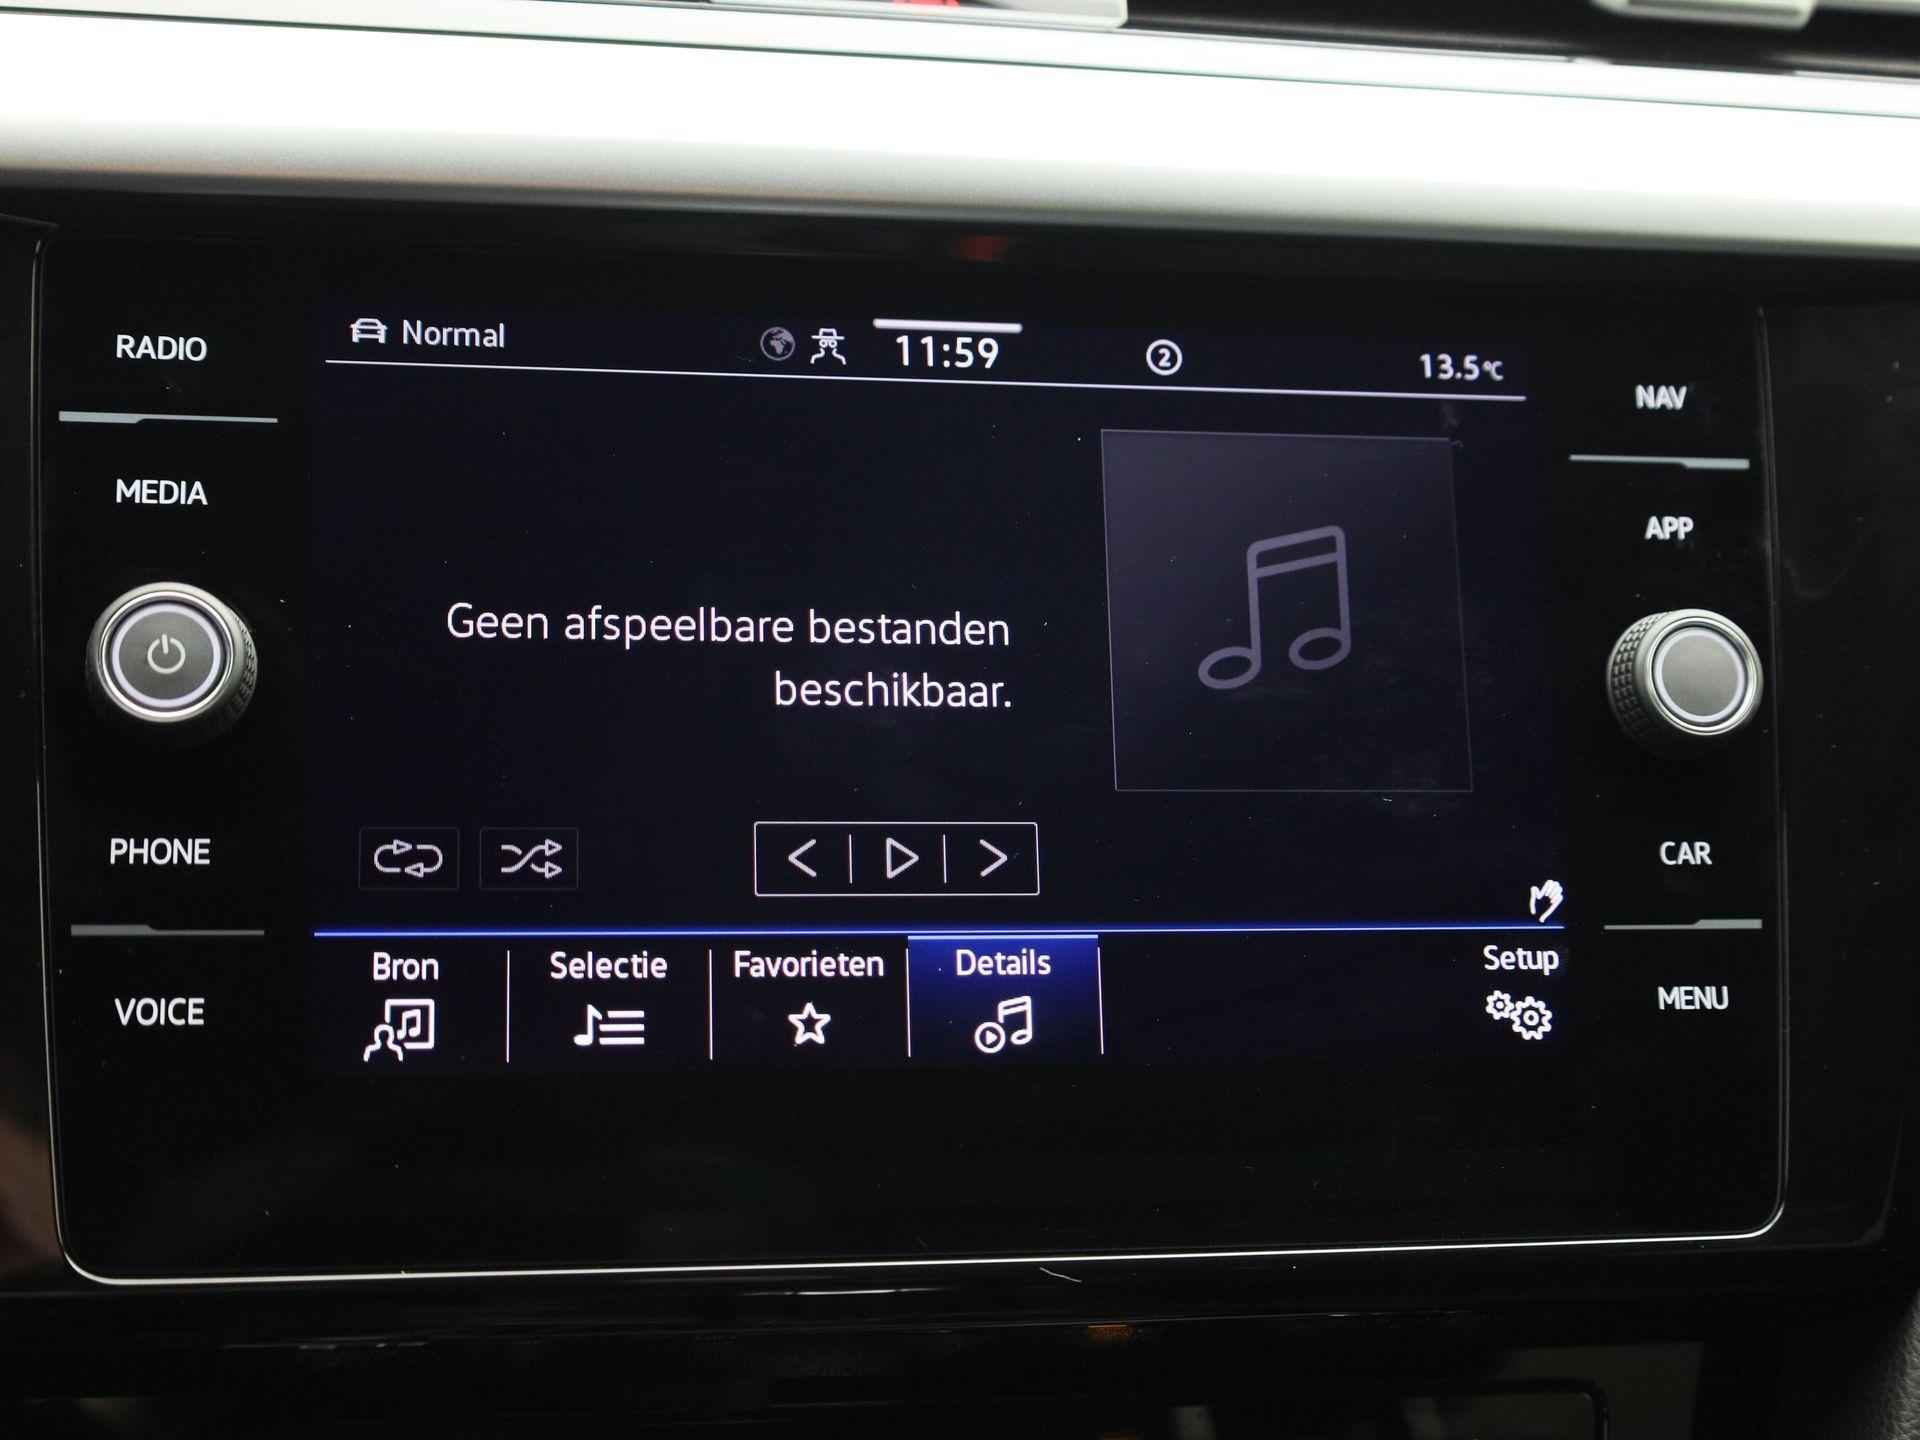 RADIO
MEDIA
PHONE
VOICE
Normal
11:59
2
13.5°C
Geen afspeelbare bestanden
beschikbaar.
Bron
Selectie
Favorieten
Details
Setup
NAV
APP
CAR
MENU